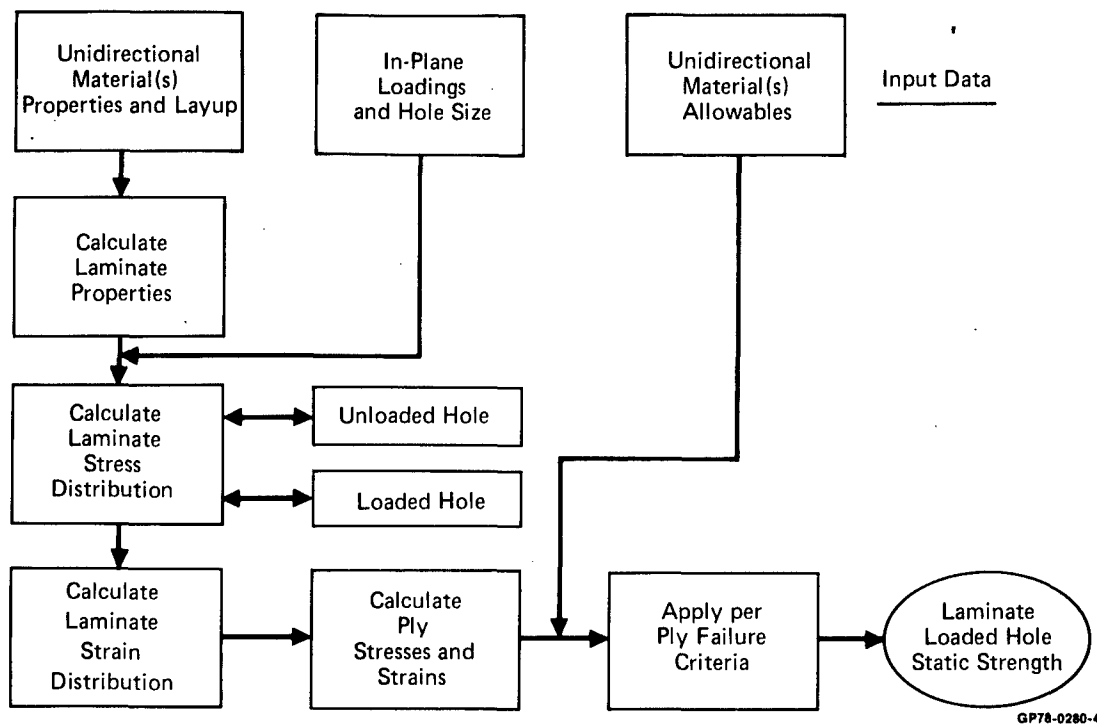 Unidirectional
Material(s)
Properties and Layup
In-Plane
Loadings
and Hole Size
Unidirectional
Material(s)
Allowables
Input Data
Calculate
Laminate
Properties
Calculate
Laminate
Stress
Distribution
Unloaded Hole
Loaded Hole
Calculate
Laminate
Strain
Distribution
Calculate
Ply
Stresses and
Strains
Apply per
Ply Failure
Criteria
Laminate
Loaded Hole
Static Strength
GP78-0280-4